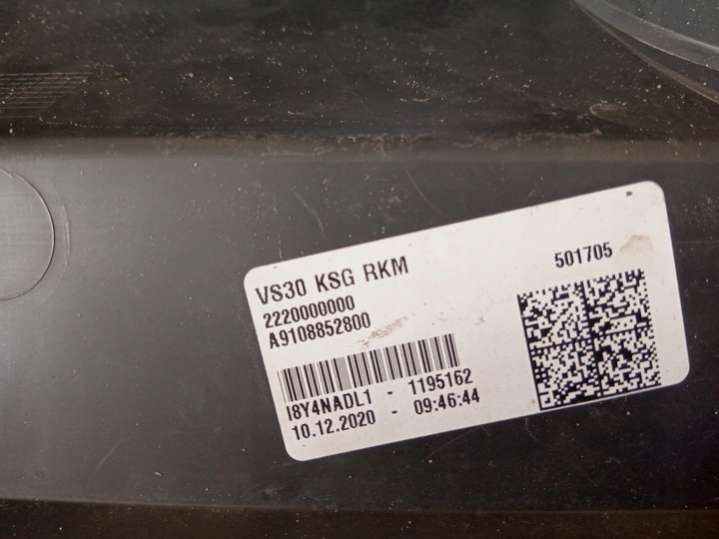 VS30 KSG RKM
501705
2220000000
A9108852800
I8Y4NADL1 - 1195162
10.12.2020 - 09:46:44